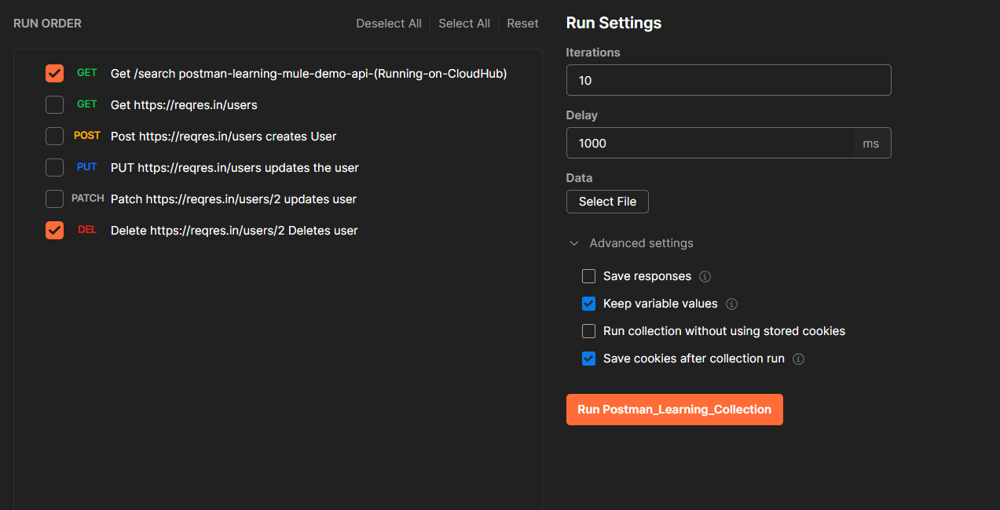 RUN ORDER
Deselect All
Select All
Reset
GET Get /search postman-learning-mule-demo-api-(Running-on-CloudHub)
GET Get https://reqres.in/users
POST Post https://reqres.in/users creates User
PUT PUT https://reqres.in/users updates the user
PATCH Patch https://reqres.in/users/2 updates user
DEL Delete https://reqres.in/users/2 Deletes user
Run Settings
Iterations
10
Delay
1000 ms
Data
Select File
Advanced settings
Save responses
Keep variable values
Run collection without using stored cookies
Save cookies after collection run
Run Postman_Learning_Collection